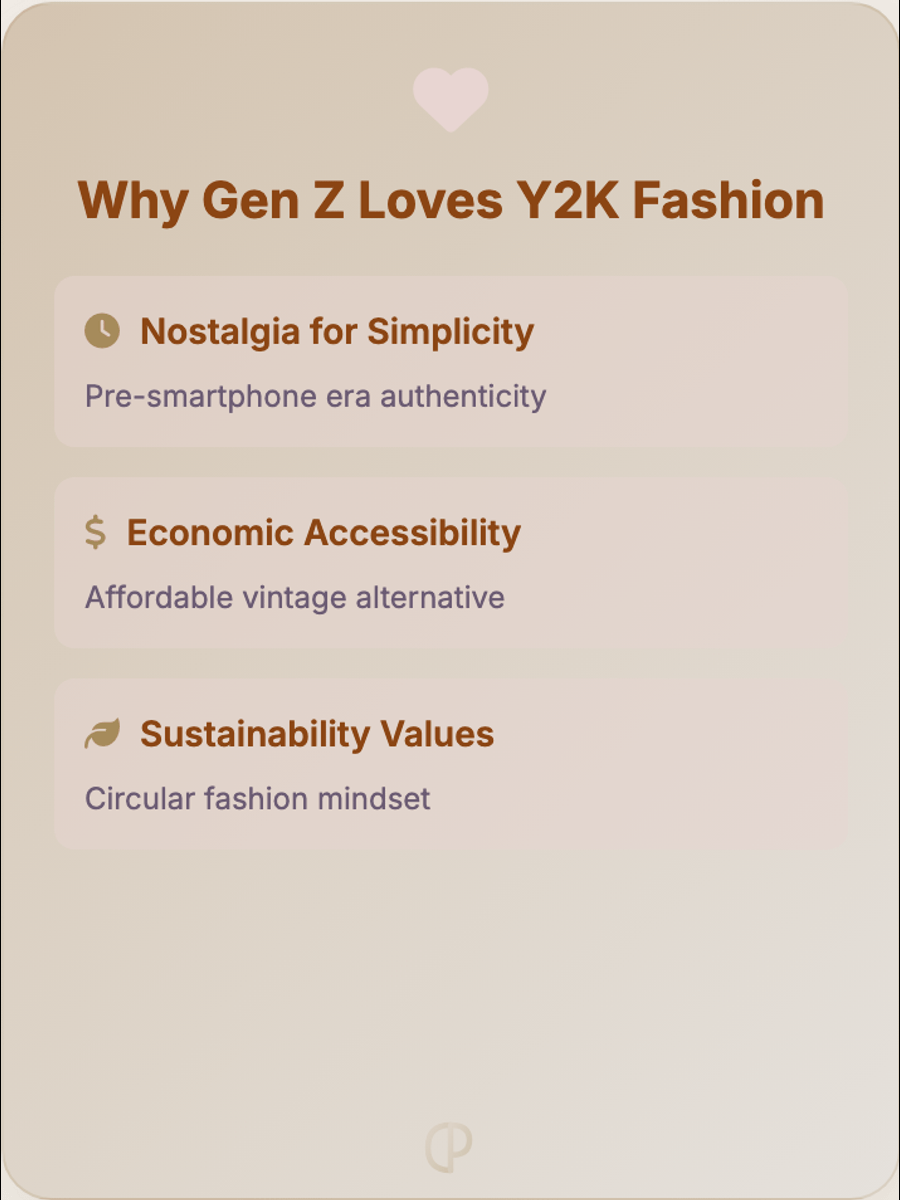 Why Gen Z Loves Y2K Fashion
Nostalgia for Simplicity
Pre-smartphone era authenticity
$ Economic Accessibility
Affordable vintage alternative
Sustainability Values
Circular fashion mindset